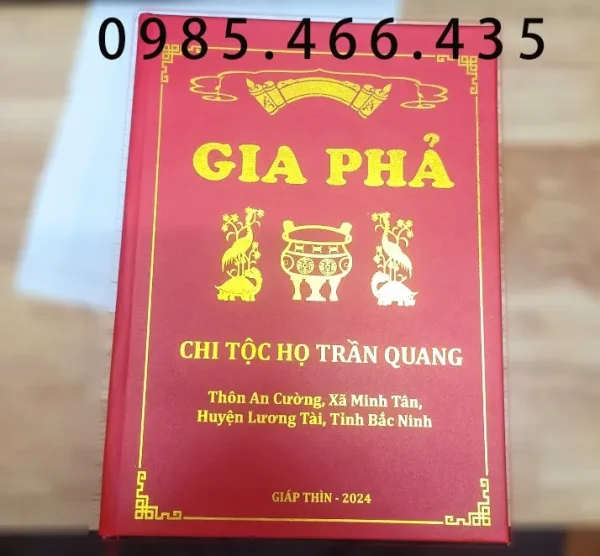 0985.466.435
GIA PHẢ
CHI TỘC HỌ TRẦN QUANG
Thôn An Cường, Xã Minh Tân,
Huyện Lương Tài, Tỉnh Bắc Ninh
GIÁP THÌN - 2024